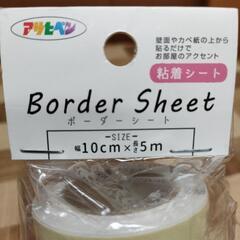 アサヒペン
壁面やカベ紙の上から
貼るだけで
お部屋のアクセント
粘着シート
Border Sheet
ボーダーシート
SIZE
幅10cm×長さ5m